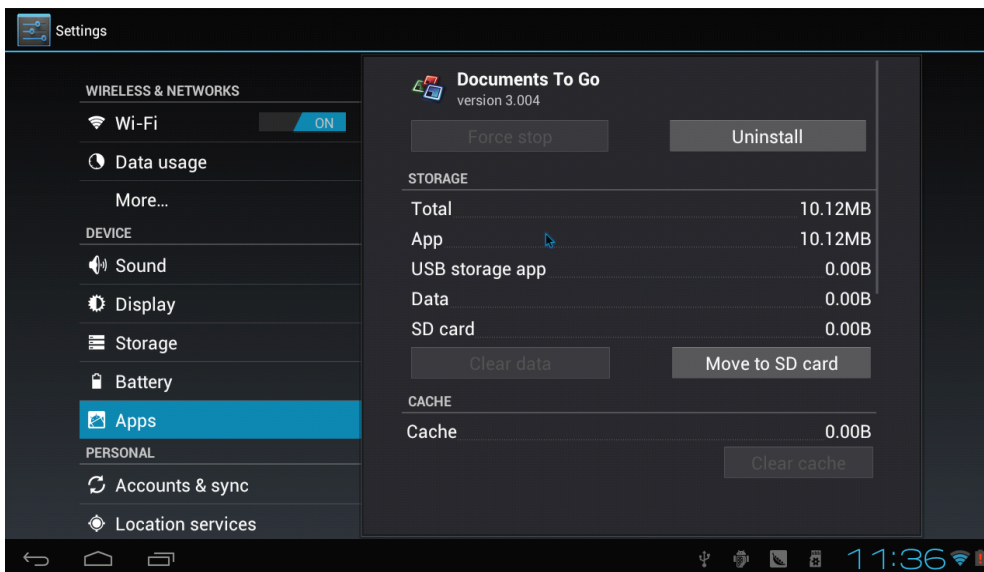 Settings
WIRELESS & NETWORKS
Wi-Fi ON
Data usage
More...
DEVICE
Sound
Display
Storage
Battery
Apps
PERSONAL
Accounts & sync
Location services
Documents To Go
version 3.004
Force stop Uninstall
STORAGE
Total 10.12MB
App 10.12MB
USB storage app 0.00B
Data 0.00B
SD card 0.00B
Clear data Move to SD card
CACHE
Cache 0.00B
Clear cache
11:36